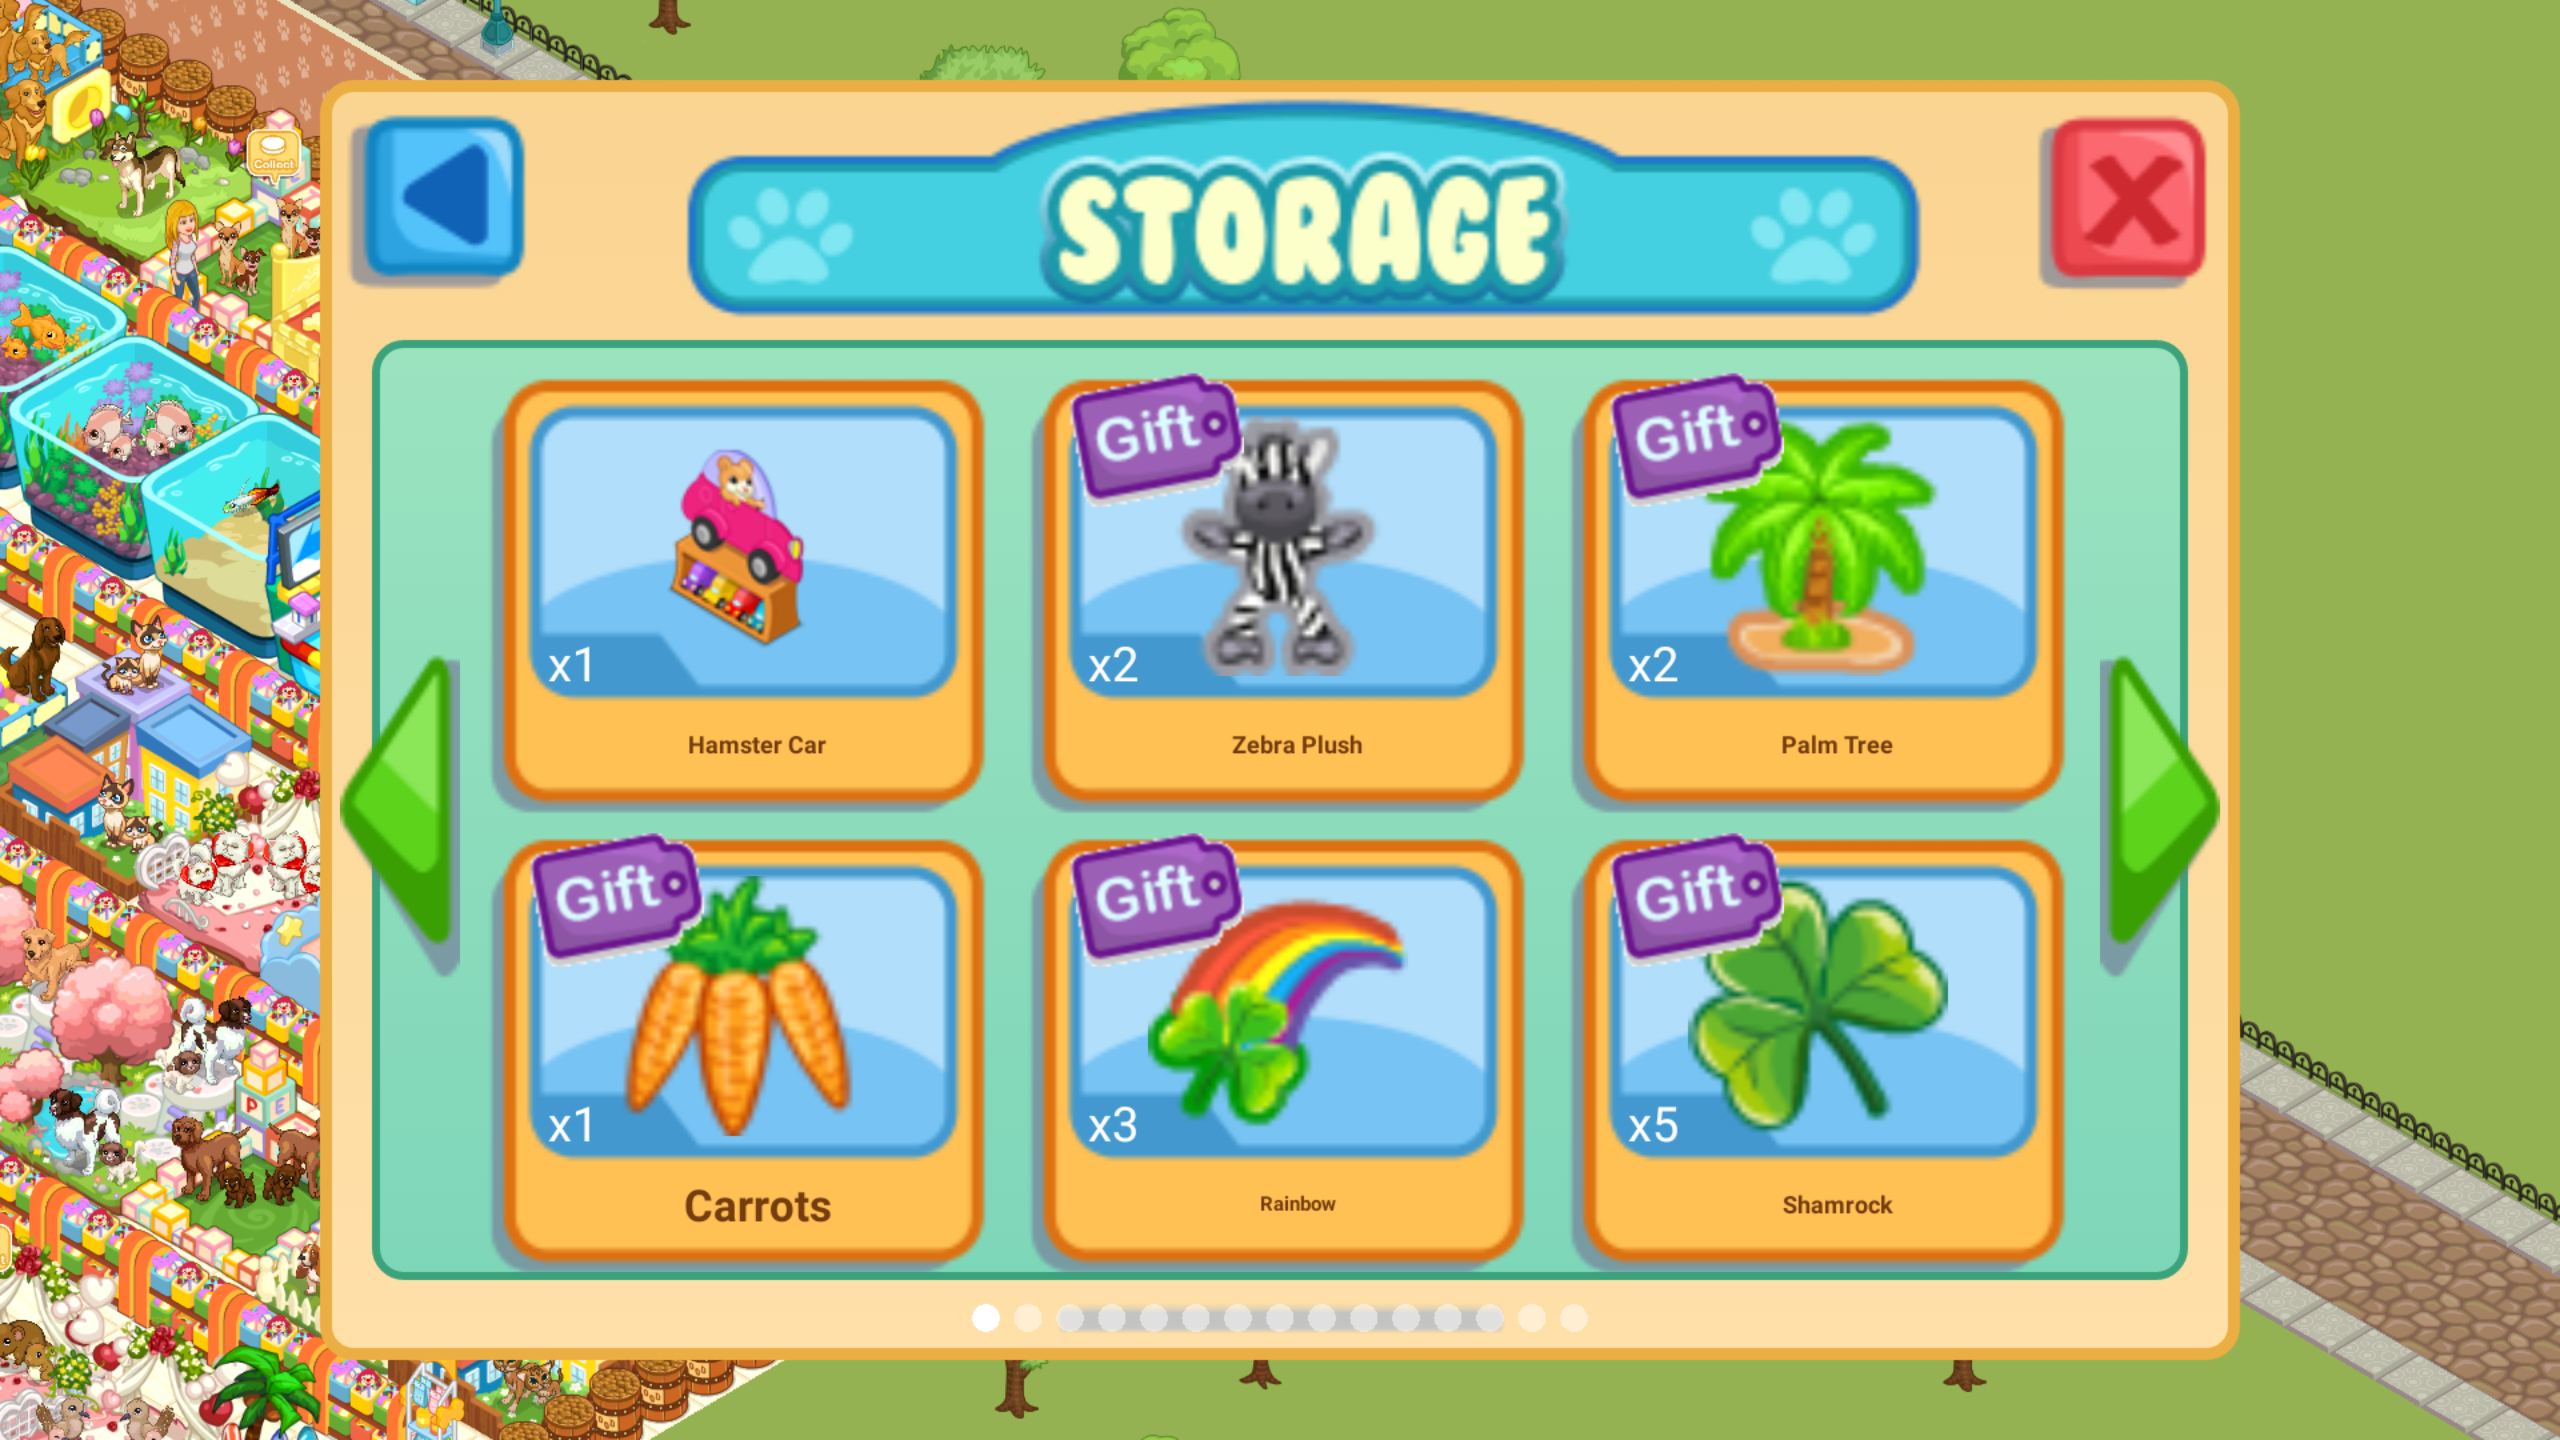 Collect
STORAGE
x1
Hamster Car
Gift
x2
Zebra Plush
Gift
x2
Palm Tree
Gift
x1
Carrots
Gift
x3
Rainbow
Gift
x5
Shamrock
P E